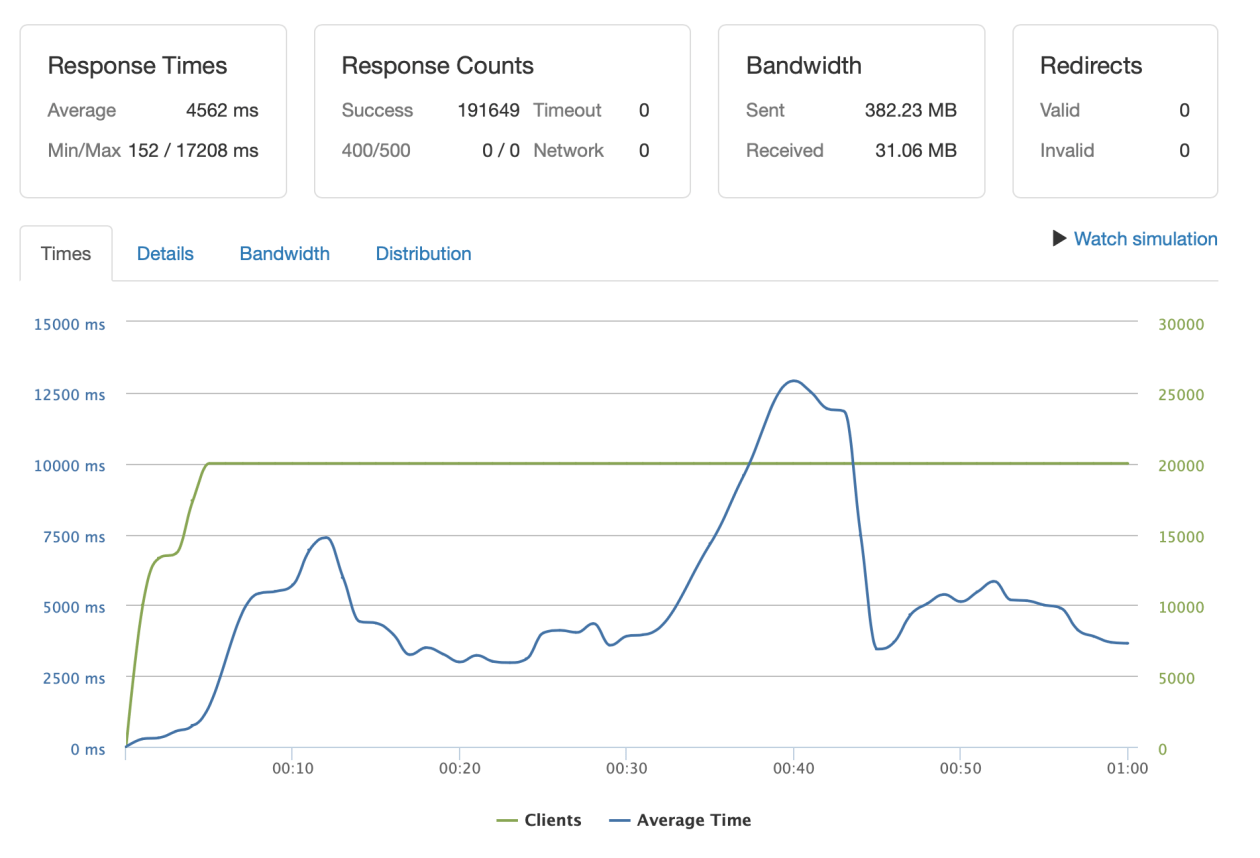 Response Times
Average 4562 ms
Min/Max 152 / 17208 ms
Response Counts
Success 191649 Timeout 0
400/500 0 / 0 Network 0
Bandwidth
Sent 382.23 MB
Received 31.06 MB
Redirects
Valid 0
Invalid 0
Times Details Bandwidth Distribution
Watch simulation
15000 ms 30000
12500 ms 25000
10000 ms 20000
7500 ms 15000
5000 ms 10000
2500 ms 5000
0 ms 0
00:10 00:20 00:30 00:40 00:50 01:00
Clients Average Time